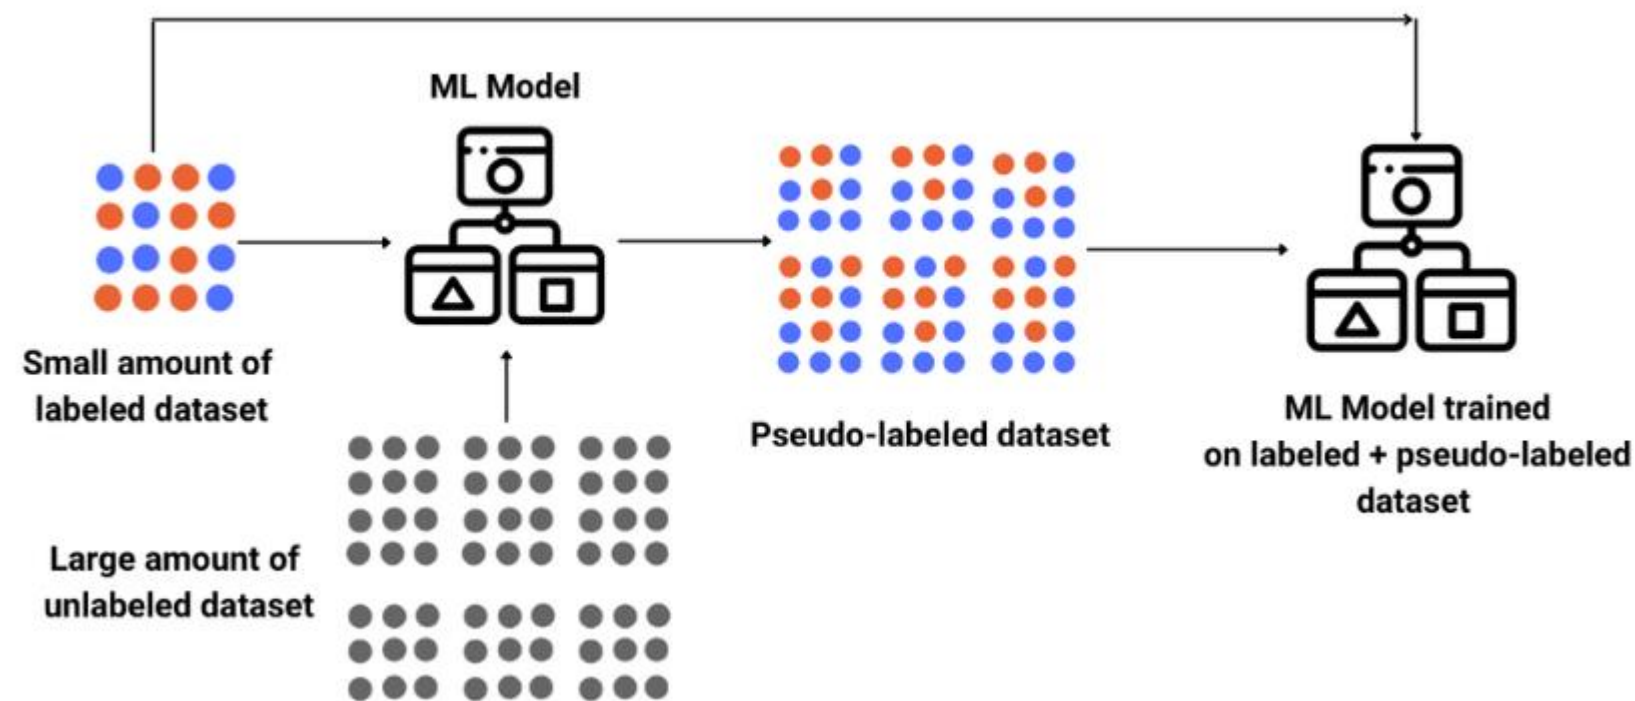 ML Model
Small amount of
labeled dataset
Large amount of
unlabeled dataset
Pseudo-labeled dataset
ML Model trained
on labeled + pseudo-labeled
dataset